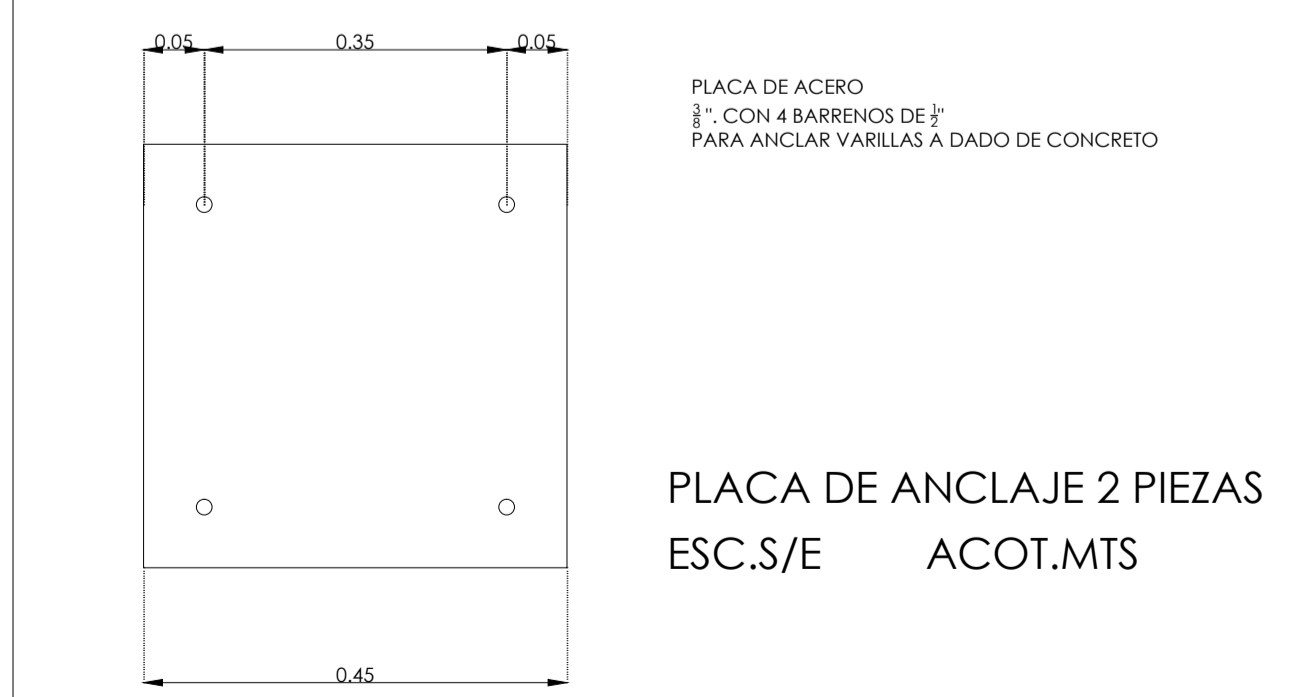 0.05 0.35 0.05
PLACA DE ACERO
3/8 ". CON 4 BARRENOS DE 1/2"
PARA ANCLAR VARILLAS A DADO DE CONCRETO
PLACA DE ANCLAJE 2 PIEZAS
ESC.S/E ACOT.MTS
0.45